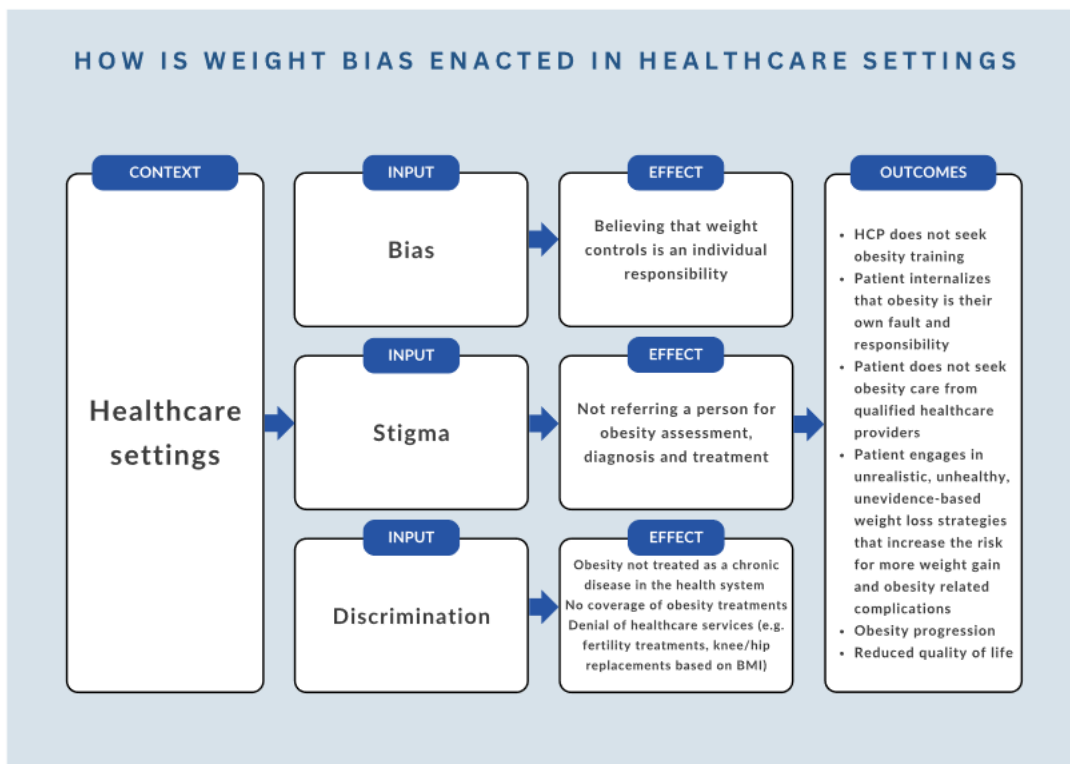 HOW IS WEIGHT BIAS ENACTED IN HEALTHCARE SETTINGS
CONTEXT
Healthcare
settings
INPUT
Bias
EFFECT
Believing that weight
controls is an individual
responsibility
INPUT
Stigma
EFFECT
Not referring a person for
obesity assessment,
diagnosis and treatment
INPUT
Discrimination
EFFECT
Obesity not treated as a chronic
disease in the health system
No coverage of obesity treatments
Denial of healthcare services (e.g.
fertility treatments, knee/hip
replacements based on BMI)
OUTCOMES
• HCP does not seek
obesity training
• Patient internalizes
that obesity is their
own fault and
responsibility
• Patient does not seek
obesity care from
qualified healthcare
providers
• Patient engages in
unrealistic, unhealthy,
unevidence-based
weight loss strategies
that increase the risk
for more weight gain
and obesity related
complications
• Obesity progression
• Reduced quality of life